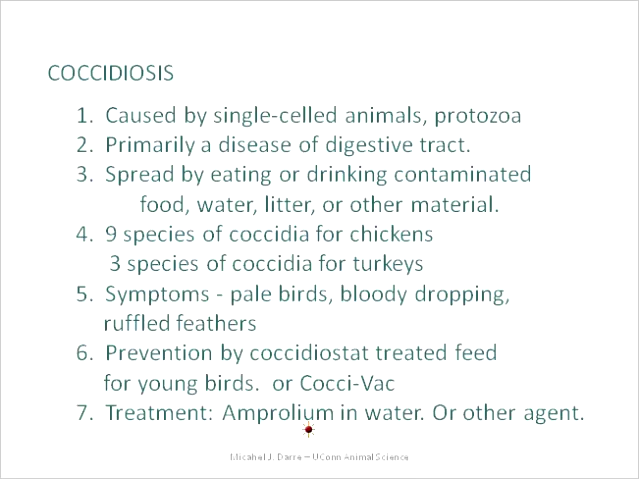 COCCIDIOSIS
1. Caused by single-celled animals, protozoa
2. Primarily a disease of digestive tract.
3. Spread by eating or drinking contaminated
food, water, litter, or other material.
4. 9 species of coccidia for chickens
3 species of coccidia for turkeys
5. Symptoms - pale birds, bloody dropping,
ruffled feathers
6. Prevention by coccidiostat treated feed
for young birds. or Cocci-Vac
7. Treatment: Amprolium in water. Or other agent.
Micahel J. Darre – UConn Animal Science